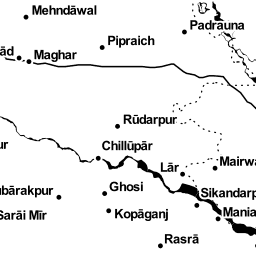 Mehndāwal
Padrauna
Pipraich
ād
Maghar
Rūdarpur
ur
Chillūpār
Lār
Mairwa
ubārakpur
Ghosi
Sikandarp
Sarāi Mīr
Kopāganj
Mania
Rasrā